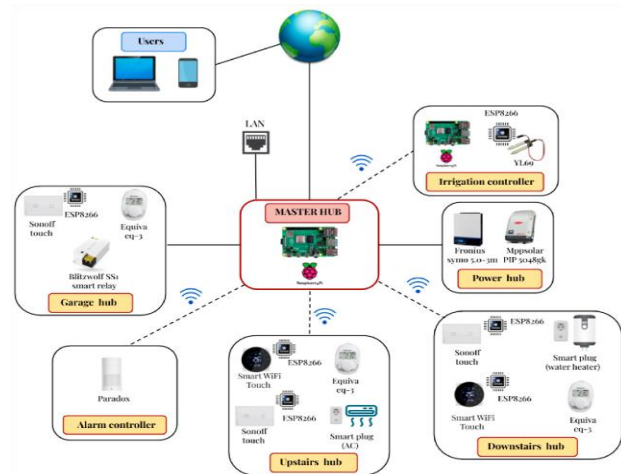 Users
LAN
ESP8266
YL69
Irrigation controller
MASTER HUB
RaspberryPi
Sonoff
touch
ESP8266
Equiva
eq-3
Blitzwolf SS1
smart relay
Garage hub
Fronius
symo 5.0-3m
Mppsolar
PIP 5048gk
Power hub
Paradox
Alarm controller
Smart WiFi
Touch
ESP8266
Equiva
eq-3
Sonoff
touch
ESP8266
Smart plug
(AC)
Upstairs hub
Sonoff
touch
ESP8266
Smart plug
(water heater)
Smart WiFi
Touch
ESP8266
Equiva
eq-3
Downstairs hub